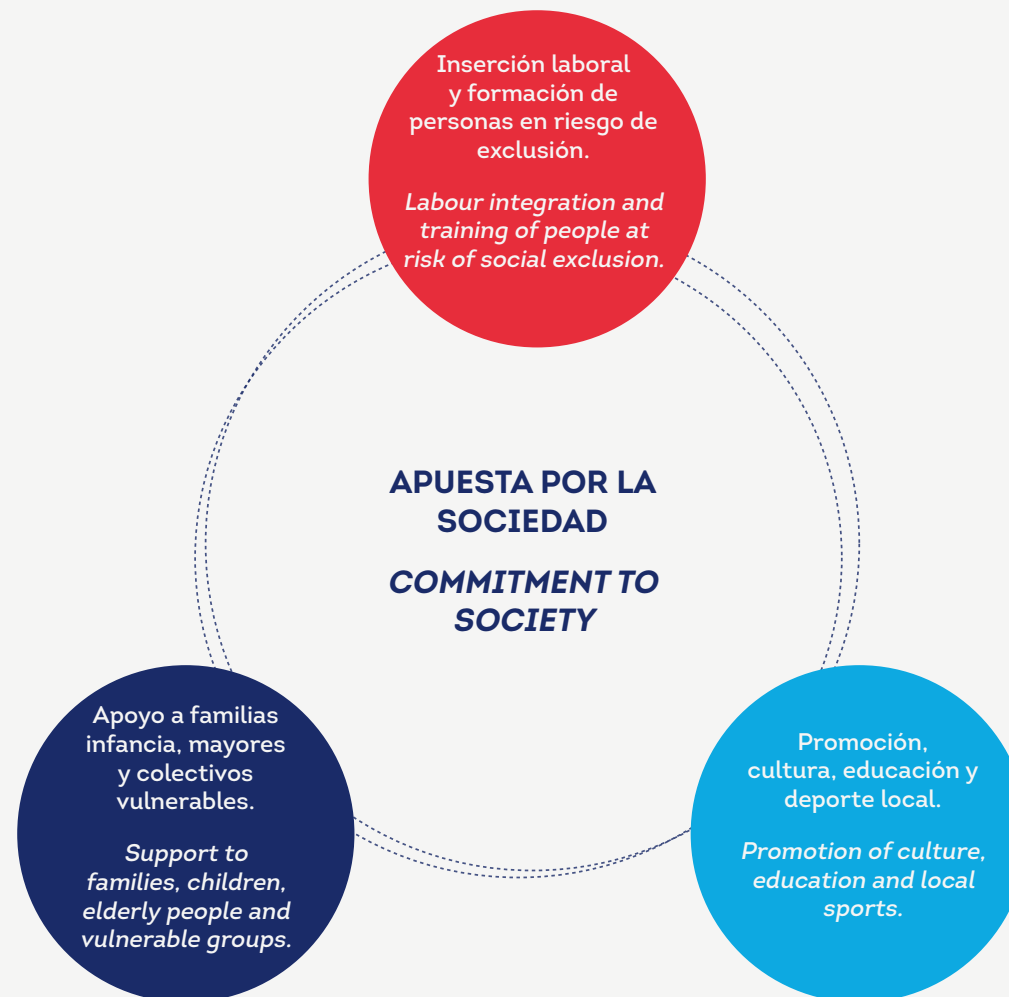 Inserción laboral
y formación de
personas en riesgo de
exclusión.
Labour integration and
training of people at
risk of social exclusion.
APUESTA POR LA
SOCIEDAD
COMMITMENT TO
SOCIETY
Apoyo a familias
infancia, mayores
y colectivos
vulnerables.
Support to
families, children,
elderly people and
vulnerable groups.
Promoción,
cultura, educación y
deporte local.
Promotion of culture,
education and local
sports.